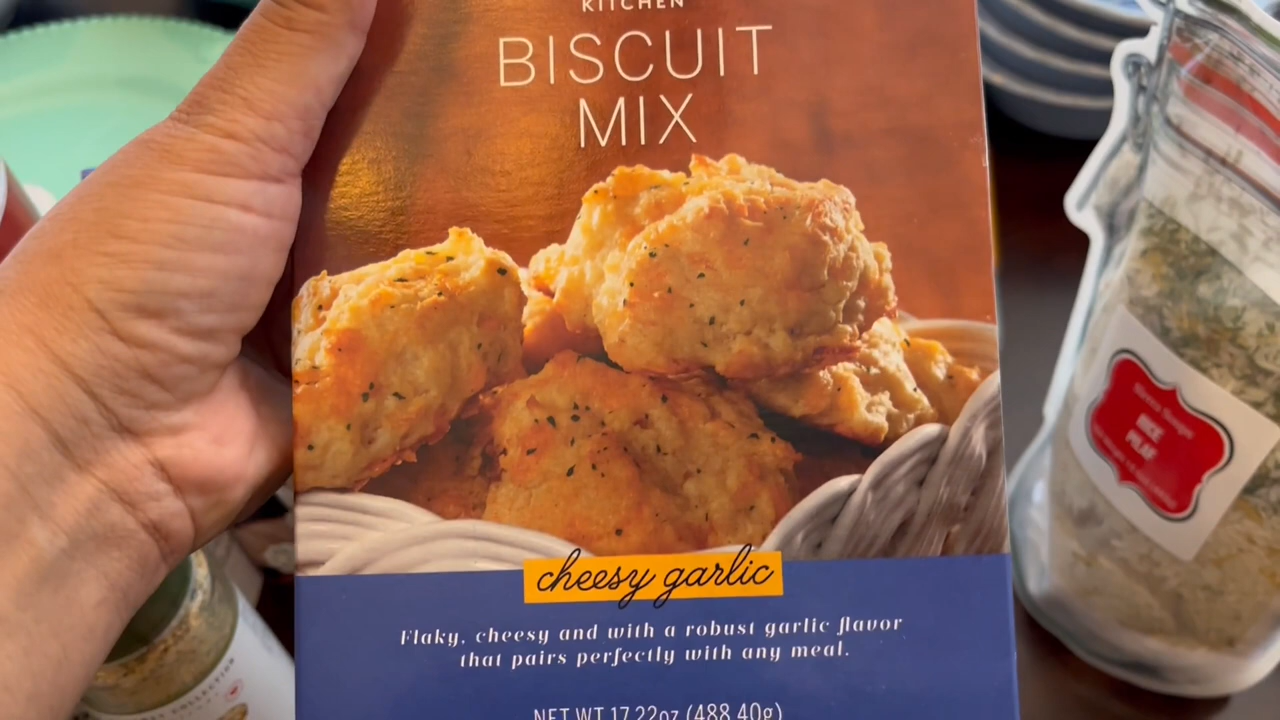 KITCHEN
BISCUIT
MIX
cheesy garlic
Flaky, cheesy and with a robust garlic flavor
that pairs perfectly with any meal.
NET WT 17.22oz (488.40g)
RICE
PILAF
COLLECTION